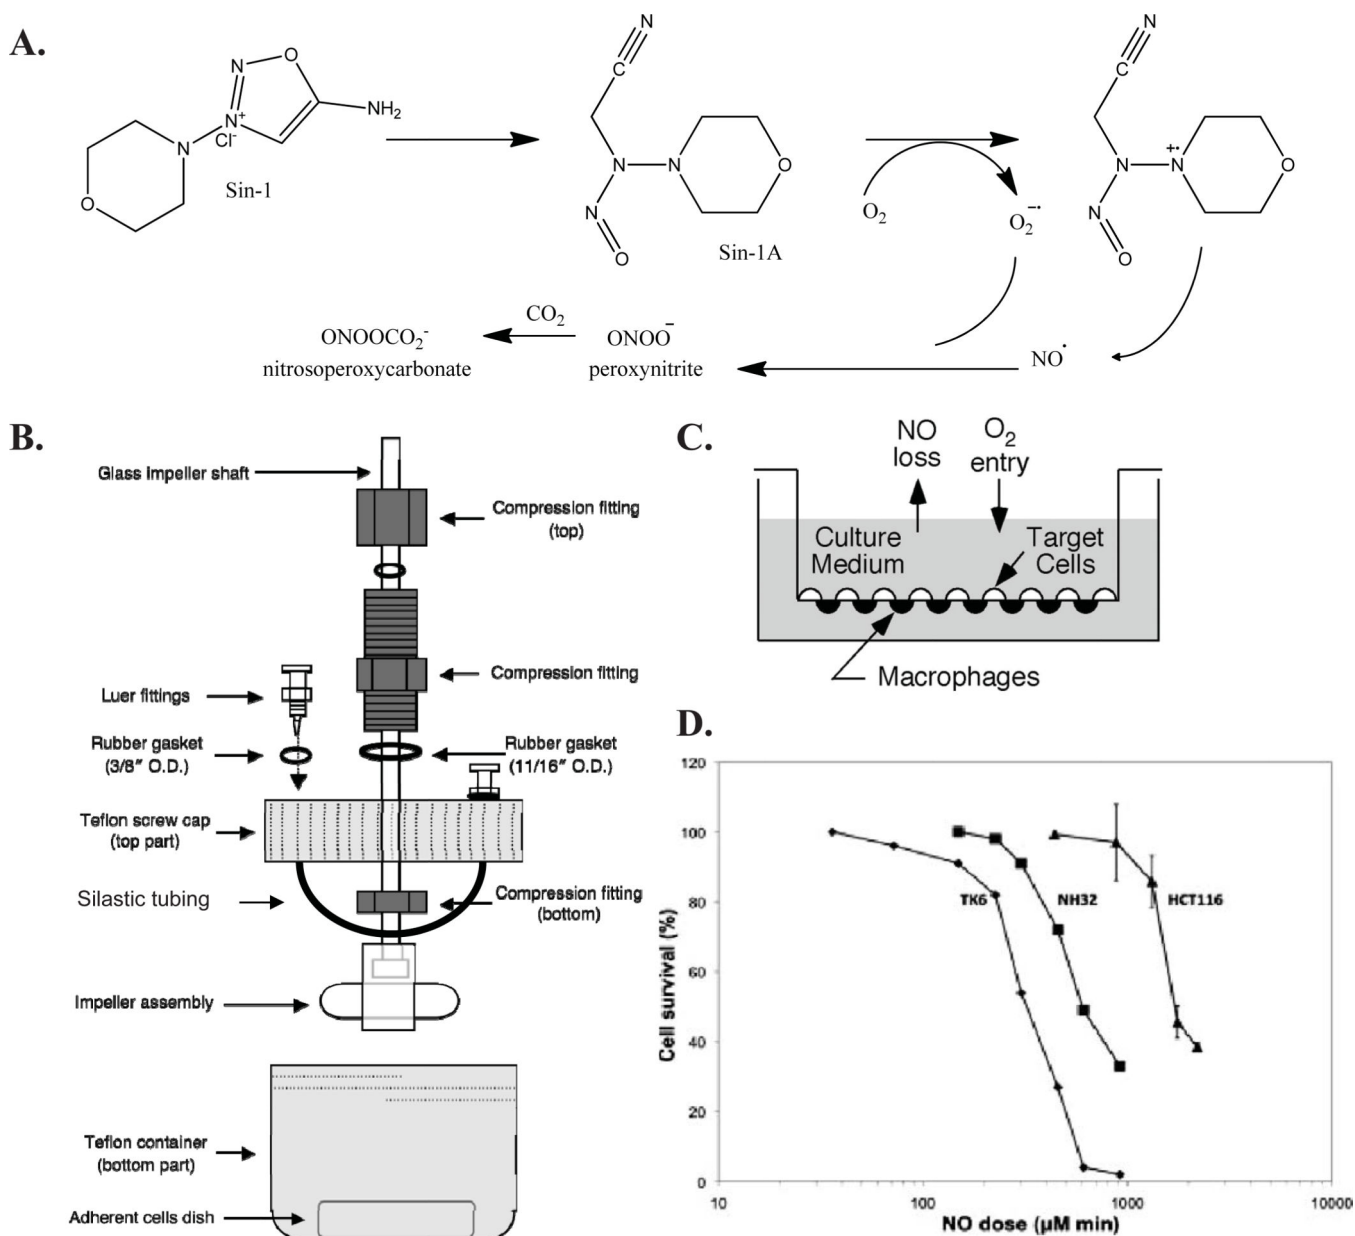 A.
N
O
N
N+
Cl-
NH2
N
O
Sin-1
N
C
N
N
O
N
O
Sin-1A
O2
O2−·
N
C
N
+·
N
O
N
O
ONOOCO2-
nitrosoperoxycarbonate
CO2
ONOO−
peroxynitrite
NO·
B.
Glass impeller shaft
Compression fitting
(top)
Compression fitting
Luer fittings
Rubber gasket
(3/8" O.D.)
Rubber gasket
(11/16" O.D.)
Teflon screw cap
(top part)
Silastic tubing
Compression fitting
(bottom)
Impeller assembly
Teflon container
(bottom part)
Adherent cells dish
C.
NO
loss
O2
entry
Culture
Medium
Target
Cells
Macrophages
D.
120
100
80
60
40
20
0
Cell survival (%)
TK6
NH32
HCT116
10
100
1000
10000
NO dose (µM min)